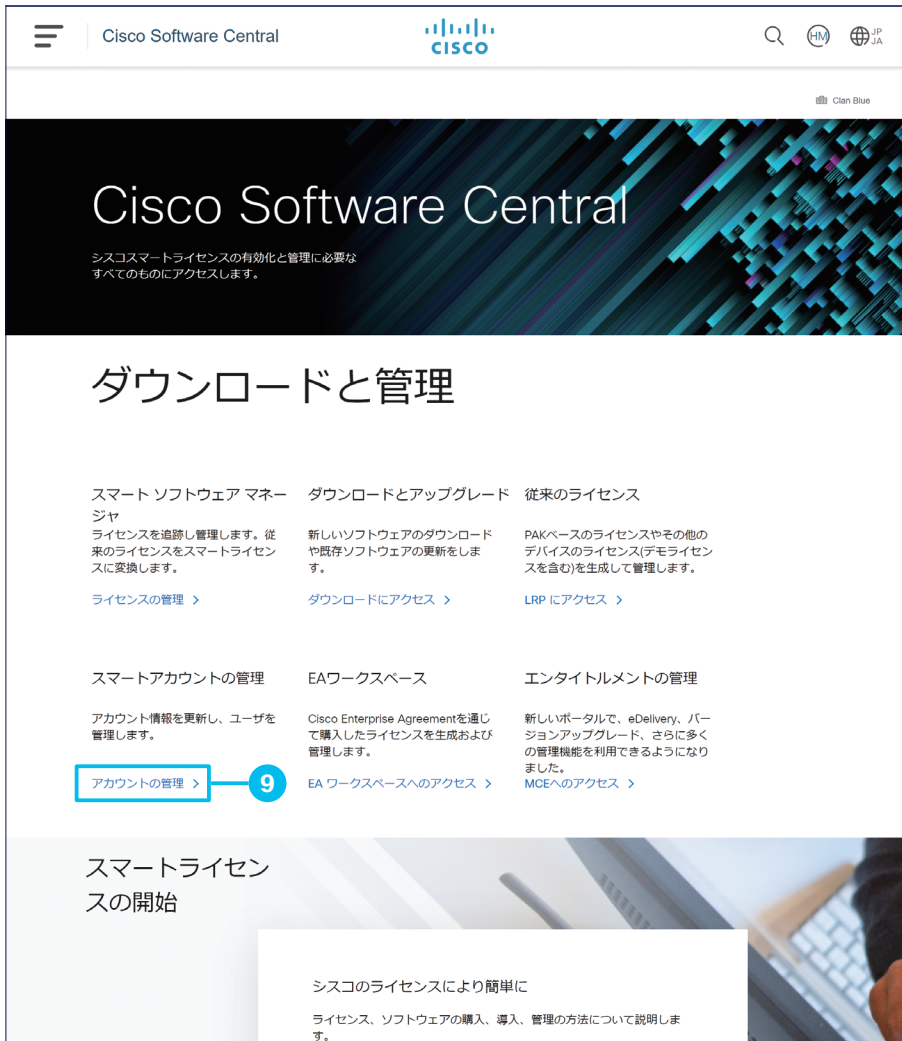 Cisco Software Central
CISCO
HM
JP
JA
Clan Blue
Cisco Software Central
シスコスマートライセンスの有効化と管理に必要な
すべてのものにアクセスします。
ダウンロードと管理
スマート ソフトウェア マネー
ジャ
ライセンスを追跡し管理します。従
来のライセンスをスマートライセン
スに変換します。
ライセンスの管理 >
ダウンロードとアップグレード
新しいソフトウェアのダウンロード
や既存ソフトウェアの更新をしま
す。
ダウンロードにアクセス >
従来のライセンス
PAKベースのライセンスやその他の
デバイスのライセンス(デモライセン
スを含む)を生成して管理します。
LRP にアクセス >
スマートアカウントの管理
アカウント情報を更新し、ユーザを
管理します。
アカウントの管理 >
9
EAワークスペース
Cisco Enterprise Agreementを通じ
て購入したライセンスを生成および
管理します。
EA ワークスペースへのアクセス >
エンタイトルメントの管理
新しいポータルで、eDelivery、バー
ジョンアップグレード、さらに多く
の管理機能を利用できるようになり
ました。
MCEへのアクセス >
スマートライセン
スの開始
シスコのライセンスにより簡単に
ライセンス、ソフトウェアの購入、導入、管理の方法について説明しま
す。